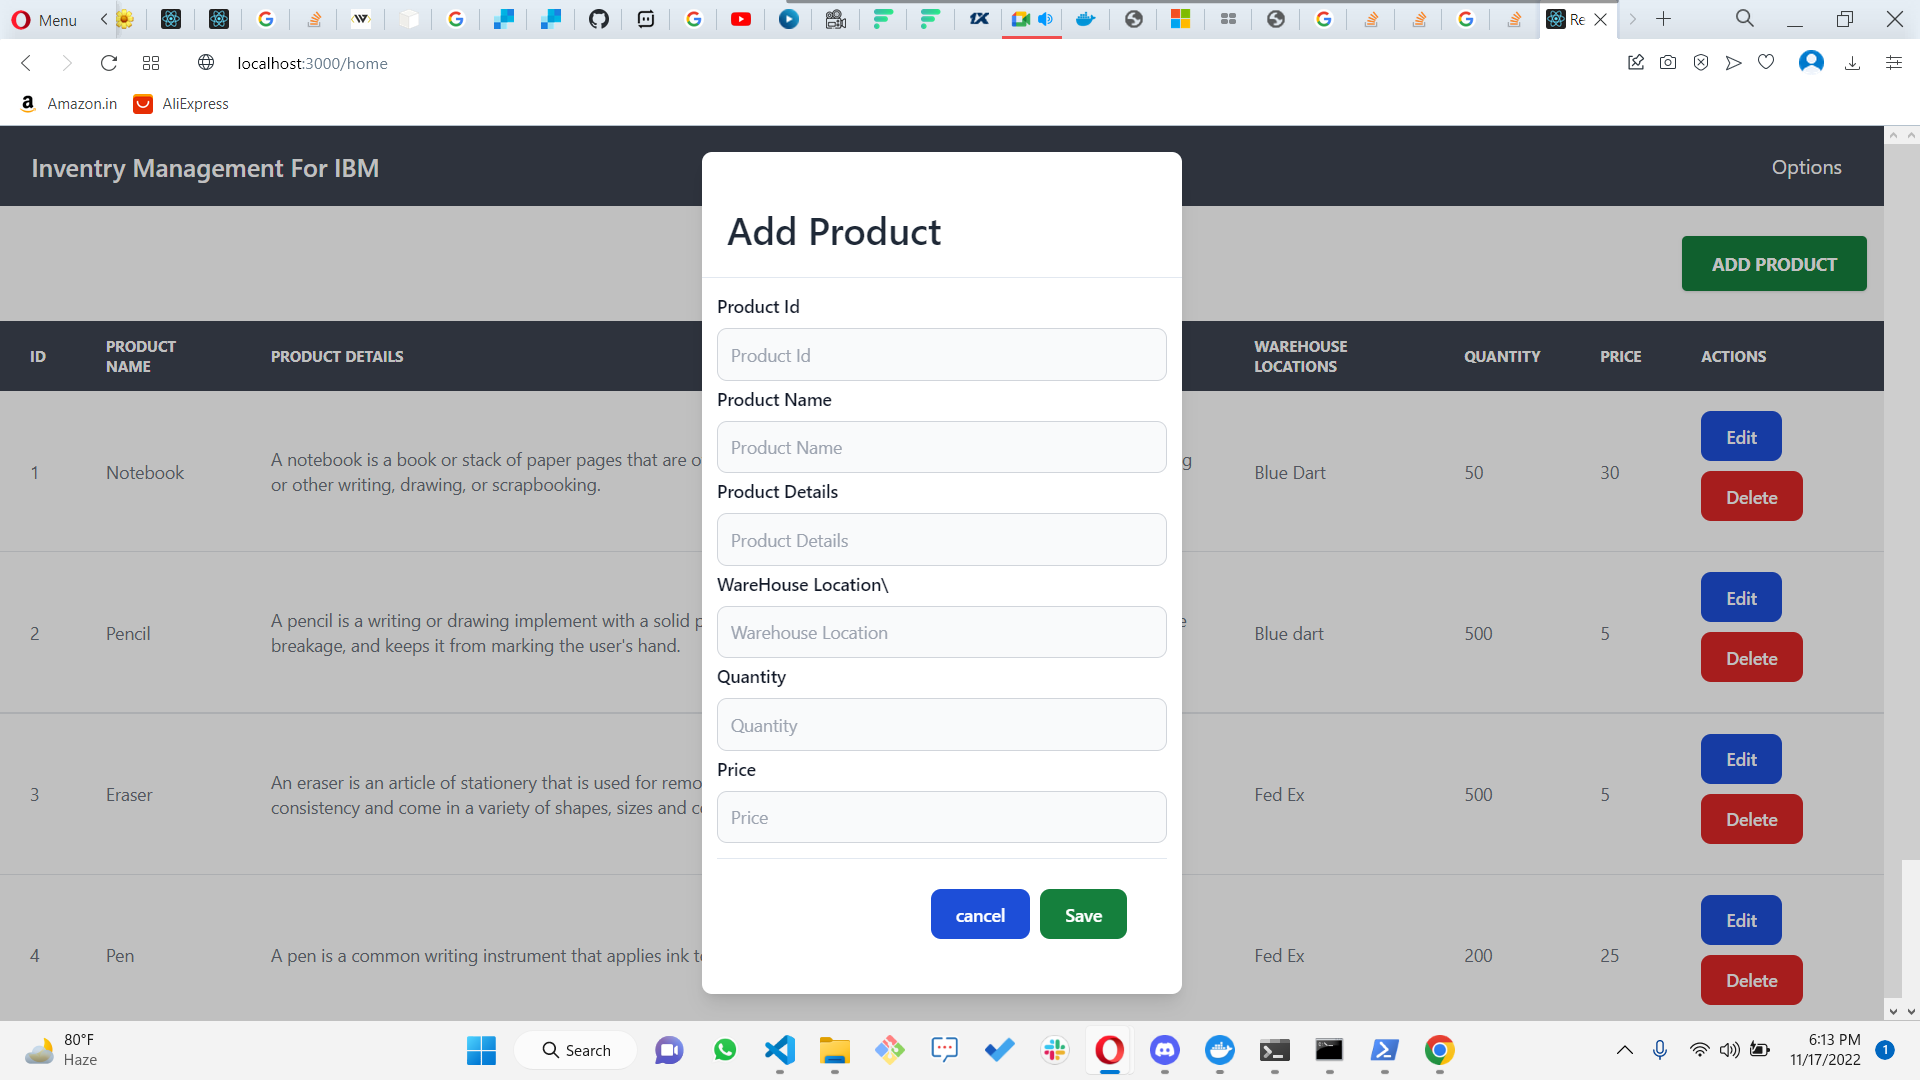 Menu
Re
localhost:3000/home
Amazon.in
AliExpress
Inventry Management For IBM
Options
ADD PRODUCT
ID
PRODUCT NAME
PRODUCT DETAILS
WAREHOUSE LOCATIONS
QUANTITY
PRICE
ACTIONS
1
Notebook
A notebook is a book or stack of paper pages that are o
g
or other writing, drawing, or scrapbooking.
Blue Dart
50
30
Edit
Delete
2
Pencil
A pencil is a writing or drawing implement with a solid p
e
breakage, and keeps it from marking the user's hand.
Blue dart
500
5
Edit
Delete
3
Eraser
An eraser is an article of stationery that is used for remo
consistency and come in a variety of shapes, sizes and c
Fed Ex
500
5
Edit
Delete
4
Pen
A pen is a common writing instrument that applies ink t
Fed Ex
200
25
Edit
Delete
Add Product
Product Id
Product Id
Product Name
Product Name
Product Details
Product Details
WareHouse Location\
Warehouse Location
Quantity
Quantity
Price
Price
cancel
Save
80°F
Haze
Search
6:13 PM
11/17/2022
1